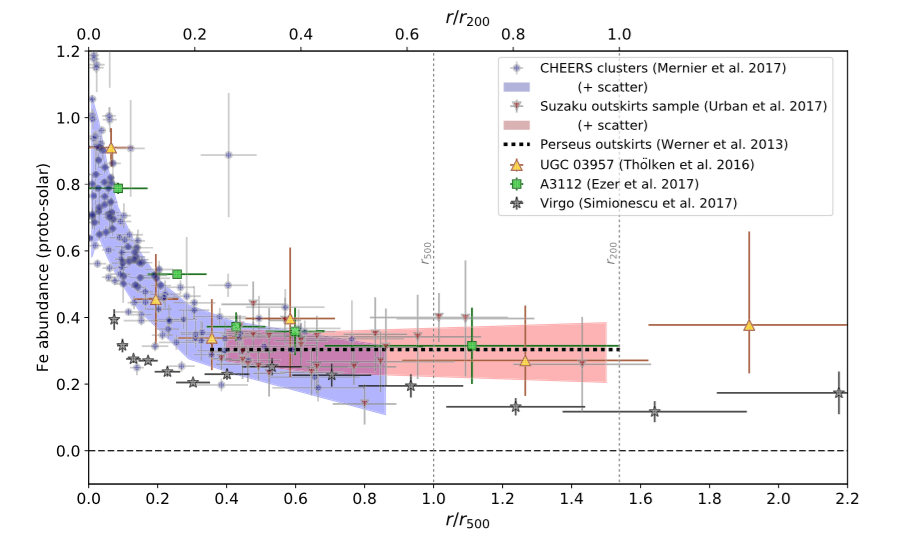 r/r200
0.0 0.2 0.4 0.6 0.8 1.0
1.2
1.0
0.8
0.6
0.4
0.2
0.0
Fe abundance (proto-solar)
CHEERS clusters (Mernier et al. 2017)
(+ scatter)
Suzaku outskirts sample (Urban et al. 2017)
(+ scatter)
Perseus outskirts (Werner et al. 2013)
UGC 03957 (Thölken et al. 2016)
A3112 (Ezer et al. 2017)
Virgo (Simionescu et al. 2017)
r500
r200
0.0 0.2 0.4 0.6 0.8 1.0 1.2 1.4 1.6 1.8 2.0 2.2
r/r500